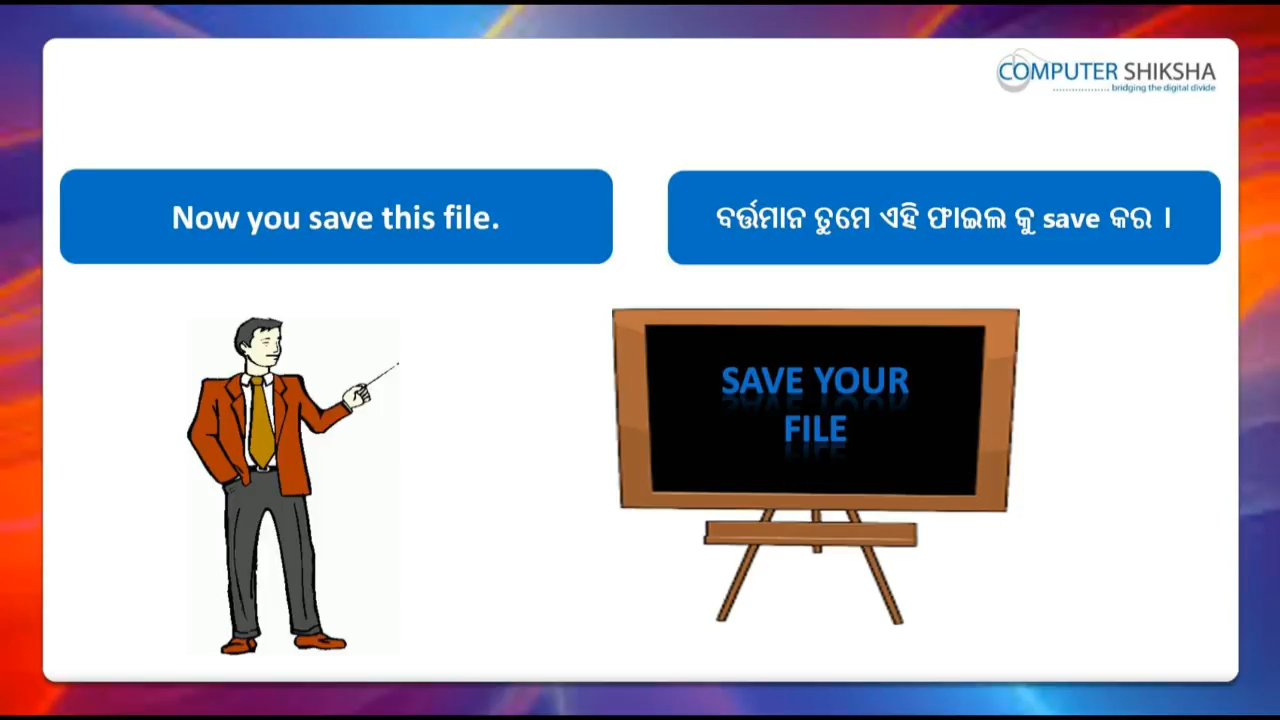 COMPUTER SHIKSHA
bridging the digital divide
Now you save this file.
ବର୍ତ୍ତମାନ ତୁମେ ଏହି ଫାଇଲ କୁ save କର ।
SAVE YOUR
FILE